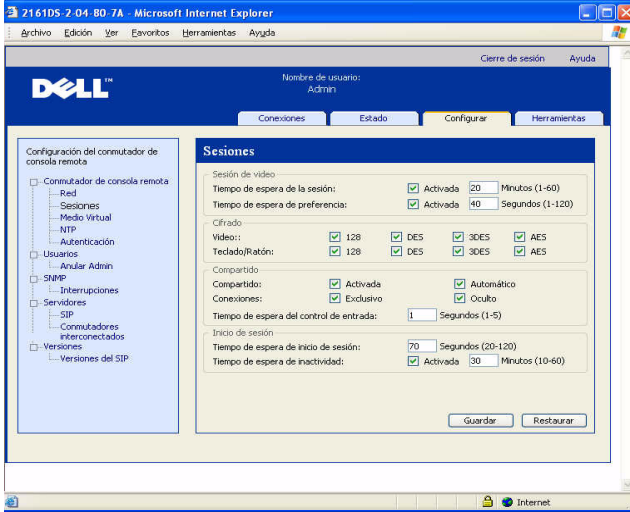 2161DS-2-04-80-7A - Microsoft Internet Explorer
Archivo Edición Ver Favoritos Herramientas Ayuda
Cierre de sesión Ayuda
DELL™
Nombre de usuario:
Admin
Conexiones Estado Configurar Herramientas
Configuración del conmutador de
consola remota
Conmutador de consola remota
Red
Sesiones
Medio Virtual
NTP
Autenticación
Usuarios
Anular Admin
SNMP
Interrupciones
Servidores
SIP
Conmutadores
interconectados
Versiones
Versiones del SIP
Sesiones
Sesión de video
Tiempo de espera de la sesión: Activada 20 Minutos (1-60)
Tiempo de espera de preferencia: Activada 40 Segundos (1-120)
Cifrado
Video:: 128 DES 3DES AES
Teclado/Ratón: 128 DES 3DES AES
Compartido
Compartido: Activada Automático
Conexiones: Exclusivo Oculto
Tiempo de espera del control de entrada: 1 Segundos (1-5)
Inicio de sesión
Tiempo de espera de inicio de sesión: 70 Segundos (20-120)
Tiempo de espera de inactividad: Activada 30 Minutos (10-60)
Guardar Restaurar
Internet